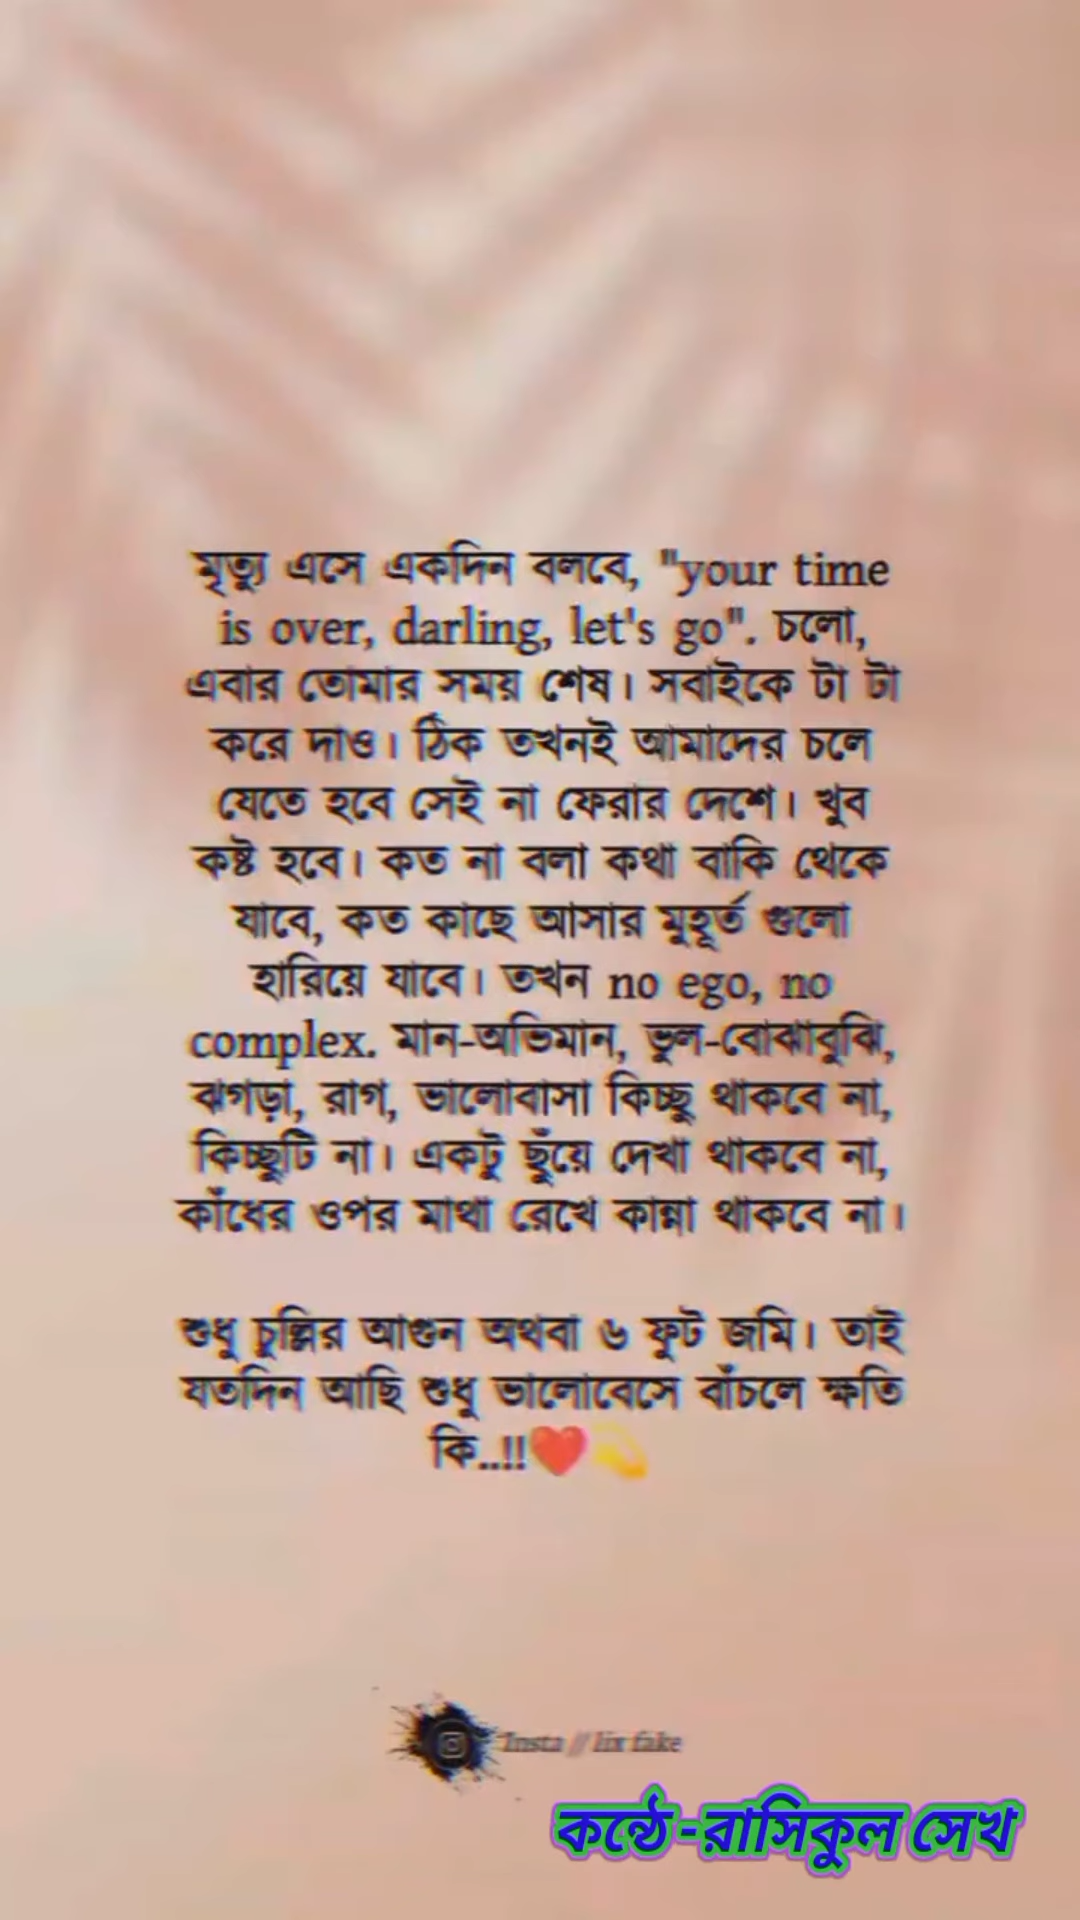 মৃত্যু এসে একদিন বলবে, "your time
is over, darling, let's go". চলো,
এবার তোমার সময় শেষ। সবাইকে টা টা
করে দাও। ঠিক তখনই আমাদের চলে
যেতে হবে সেই না ফেরার দেশে। খুব
কষ্ট হবে। কত না বলা কথা বাকি থেকে
যাবে, কত কাছে আসার মুহূর্ত গুলো
হারিয়ে যাবে। তখন no ego, no
complex. মান-অভিমান, ভুল-বোঝাবুঝি,
ঝগড়া, রাগ, ভালোবাসা কিচ্ছু থাকবে না,
কিচ্ছুটি না। একটু ছুঁয়ে দেখা থাকবে না,
কাঁধের ওপর মাথা রেখে কান্না থাকবে না।
শুধু চুল্লির আগুন অথবা ৬ ফুট জমি। তাই
যতদিন আছি শুধু ভালোবেসে বাঁচলে ক্ষতি
কি..!!❤️💫
Insta // lix fake
কন্ঠে -রাসিকুল সেখ